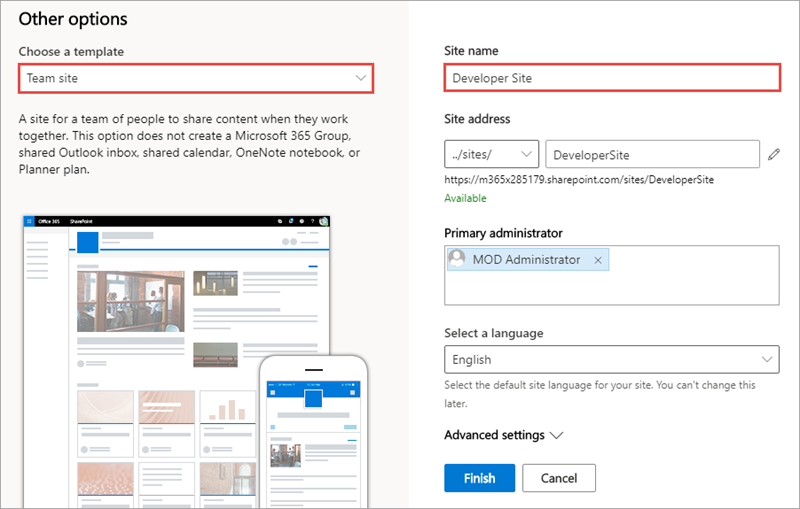 Other options
Choose a template
Team site
A site for a team of people to share content when they work
together. This option does not create a Microsoft 365 Group,
shared Outlook inbox, shared calendar, OneNote notebook, or
Planner plan.
Office 365 SharePoint
Site name
Developer Site
Site address
../sites/ DeveloperSite
https://m365x285179.sharepoint.com/sites/DeveloperSite
Available
Primary administrator
MOD Administrator
Select a language
English
Select the default site language for your site. You can't change this
later.
Advanced settings
Finish Cancel